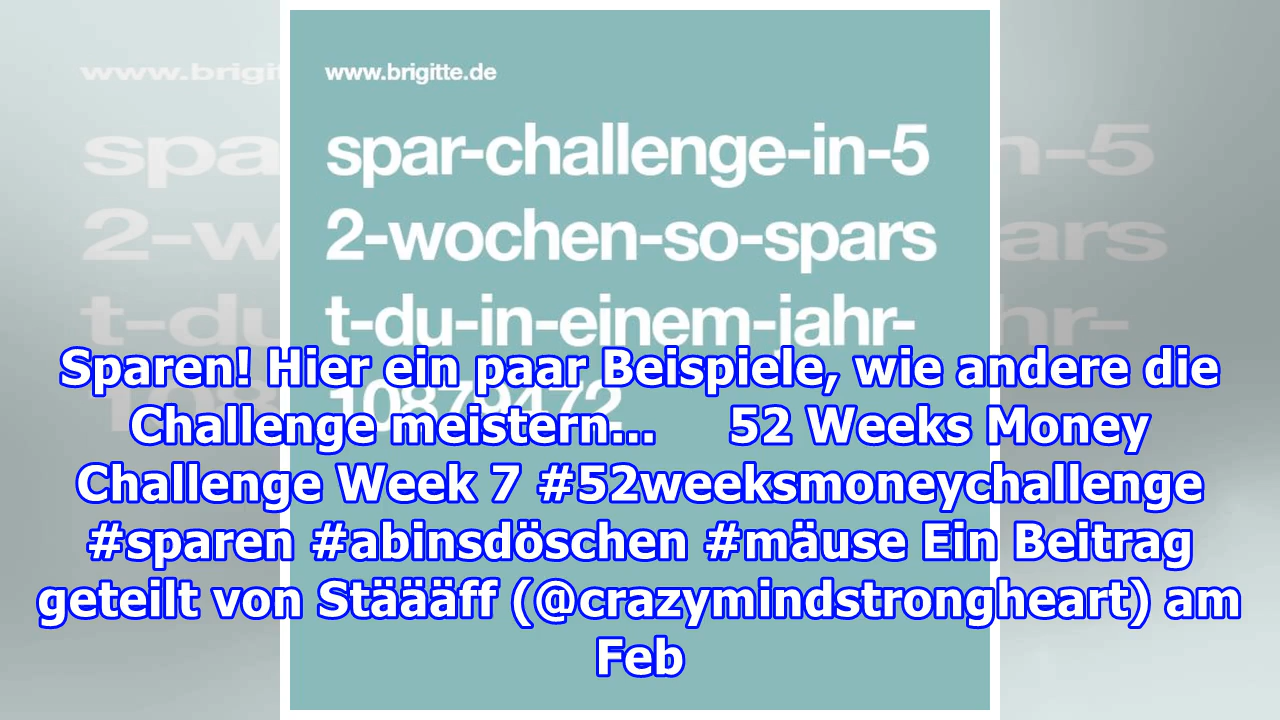 www.brigitte.de
spar-challenge-in-5
2-wochen-so-spars
t-du-in-einem-jahr-
10879472
Sparen! Hier ein paar Beispiele, wie andere die
Challenge meistern... 52 Weeks Money
Challenge Week 7 #52weeksmoneychallenge
#sparen #abinsdöschen #mäuse Ein Beitrag
geteilt von Stäääff (@crazymindstrongheart) am
Feb